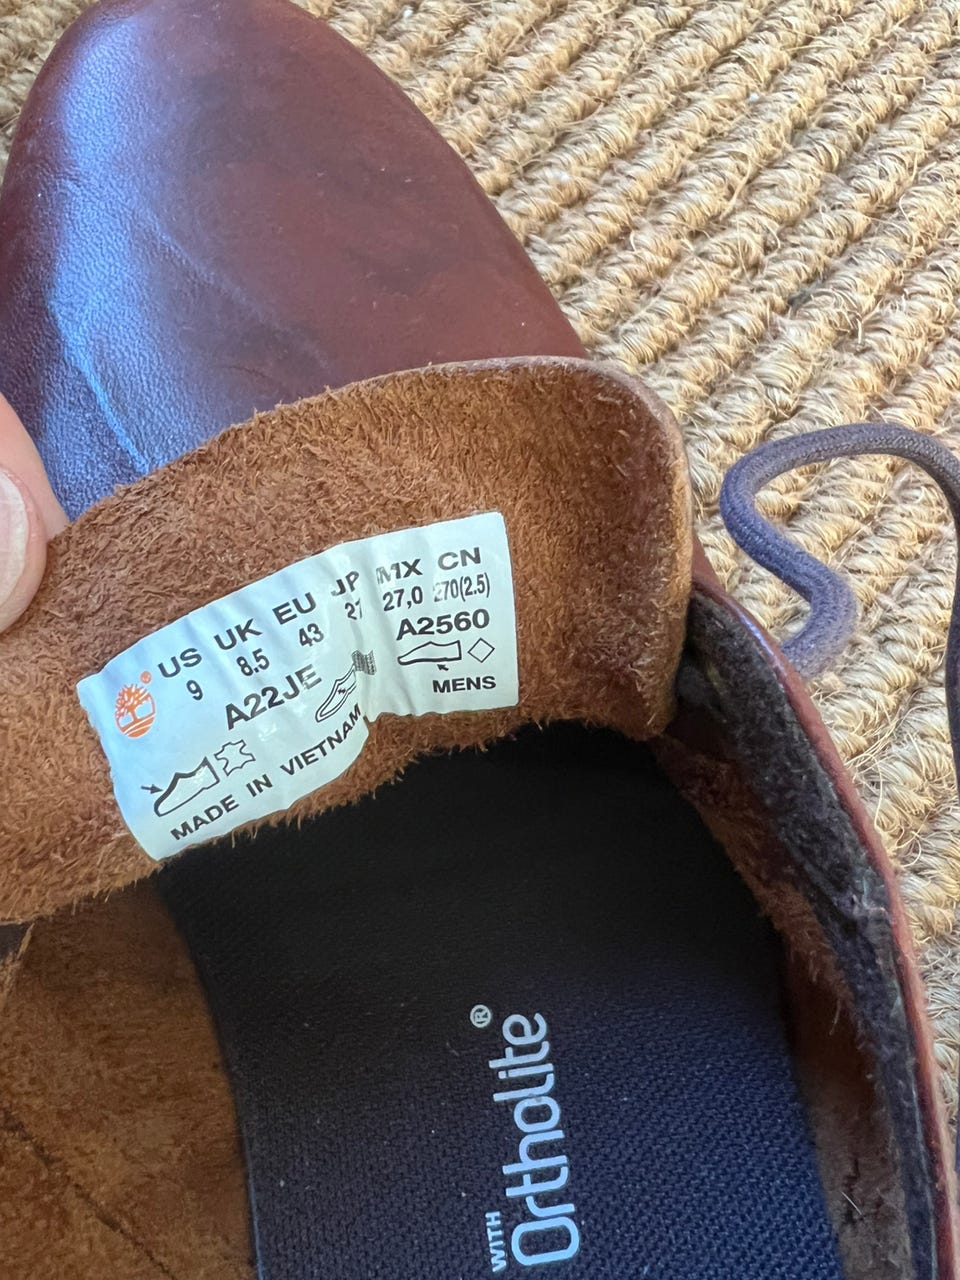 US UK EU JP MX CN
9 8.5 43 27,0 270(2.5)
A22JE A2560
MENS
MADE IN VIETNAM
WITH Ortholite®